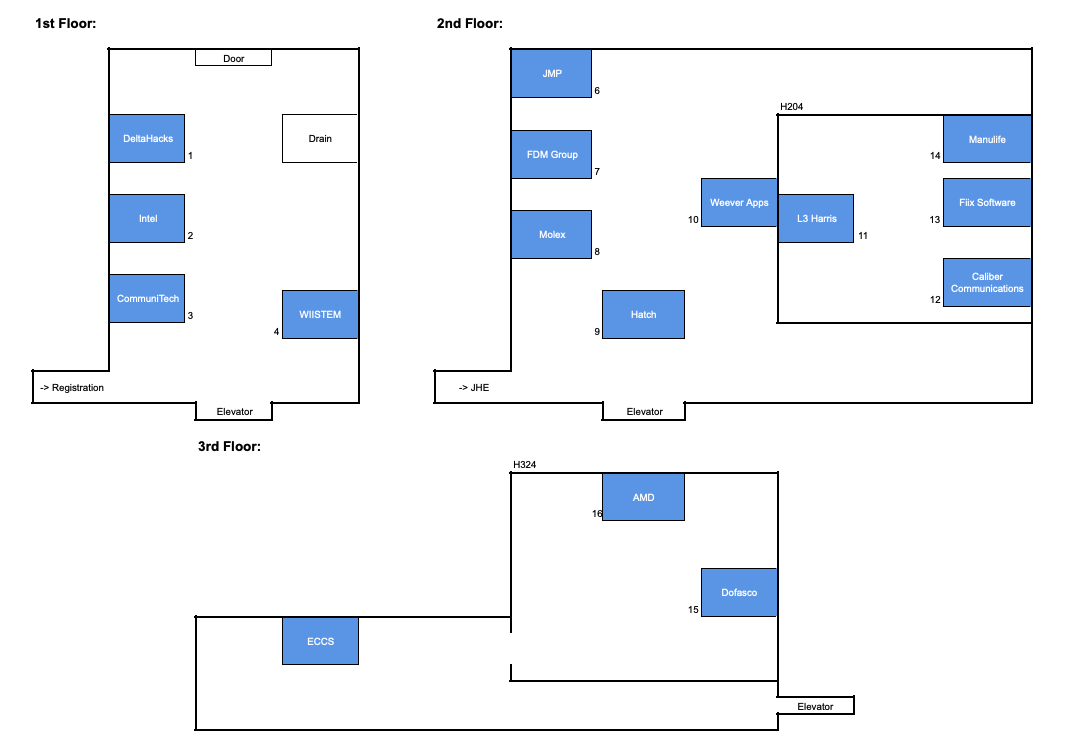 1st Floor:
Door
DeltaHacks
1
Drain
Intel
2
CommuniTech
3
WIISTEM
4
-> Registration
Elevator
2nd Floor:
JMP
6
FDM Group
7
Molex
8
Hatch
9
Weever Apps
10
H204
L3 Harris
11
Manulife
14
Fiix Software
13
Caliber
Communications
12
-> JHE
Elevator
3rd Floor:
H324
AMD
16
Dofasco
15
ECCS
Elevator